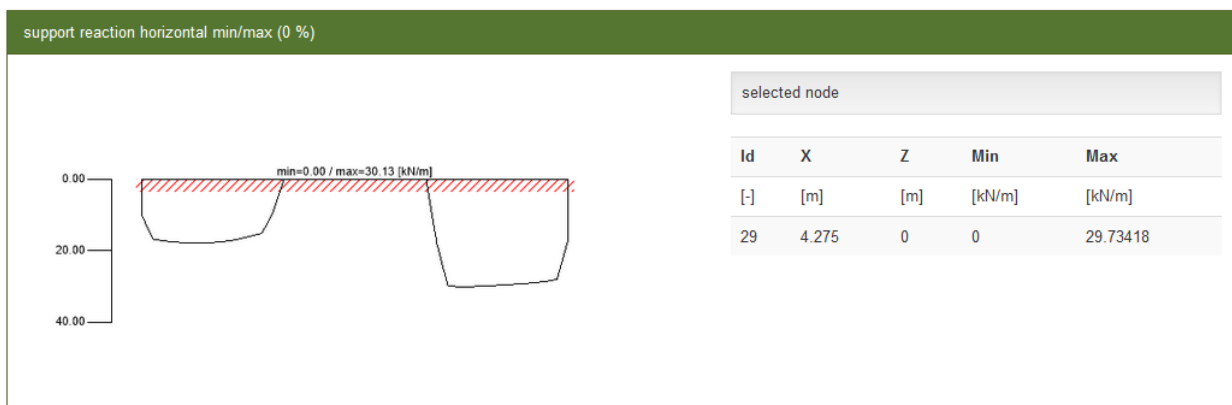 support reaction horizontal min/max (0 %)
selected node
Id X Z Min Max
[-] [m] [m] [kN/m] [kN/m]
29 4.275 0 0 29.73418
min=0.00 / max=30.13 [kN/m]
0.00
20.00
40.00